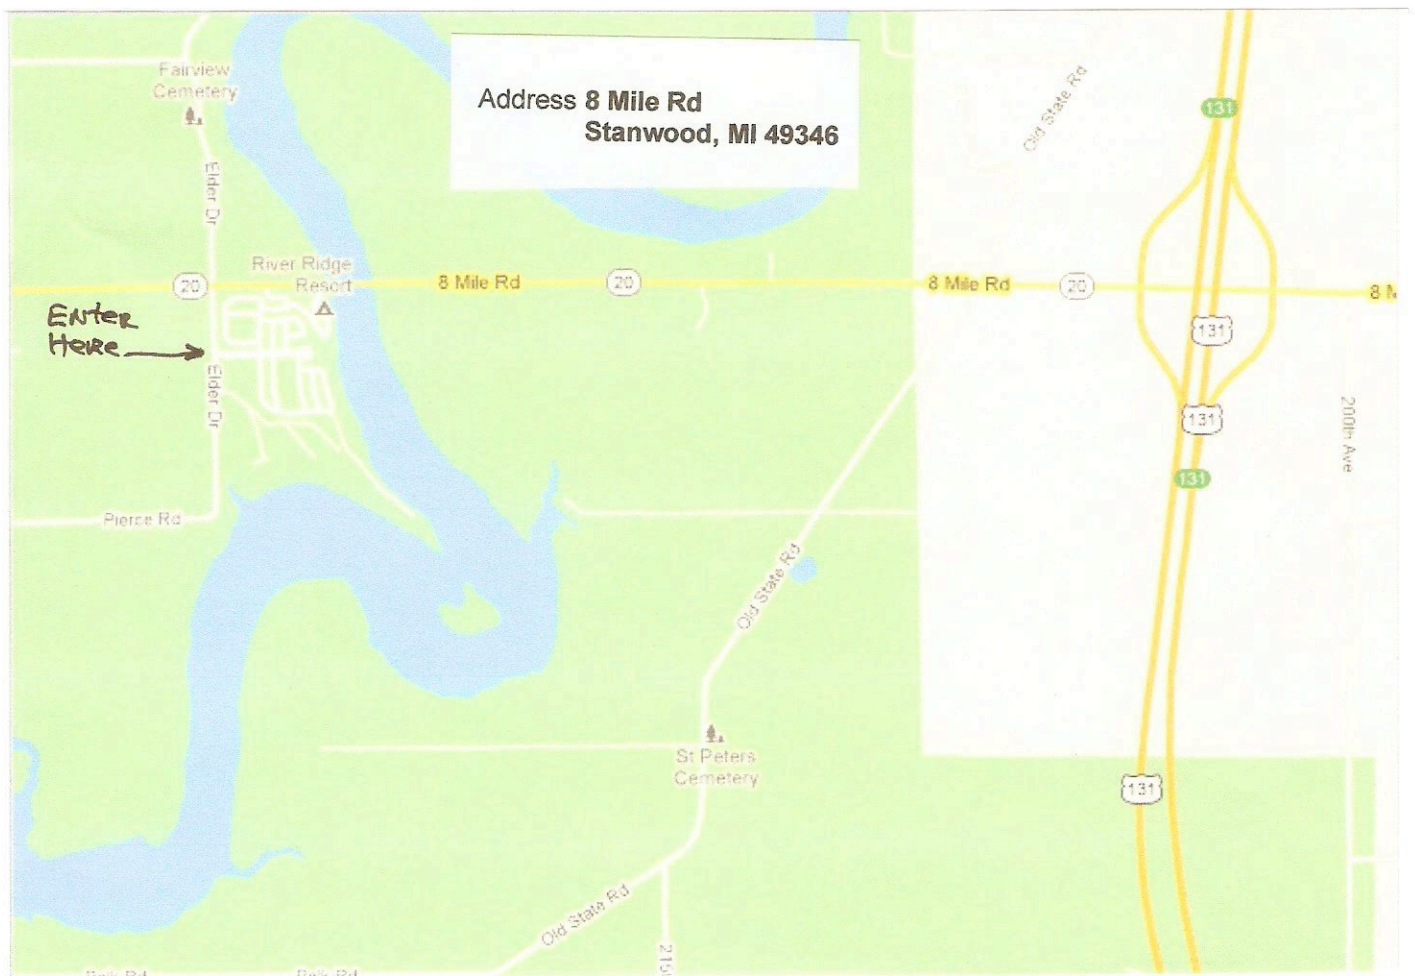 Fairview
Cemetery
Address 8 Mile Rd
Stanwood, MI 49346
Old State Rd
131
Elder Dr
River Ridge
Resort
20
8 Mile Rd
20
8 Mile Rd
20
8 M
Enter
Here
131
Elder Dr
131
200th Ave
131
Pierce Rd
Old State Rd
St Peters
Cemetery
131
Old State Rd